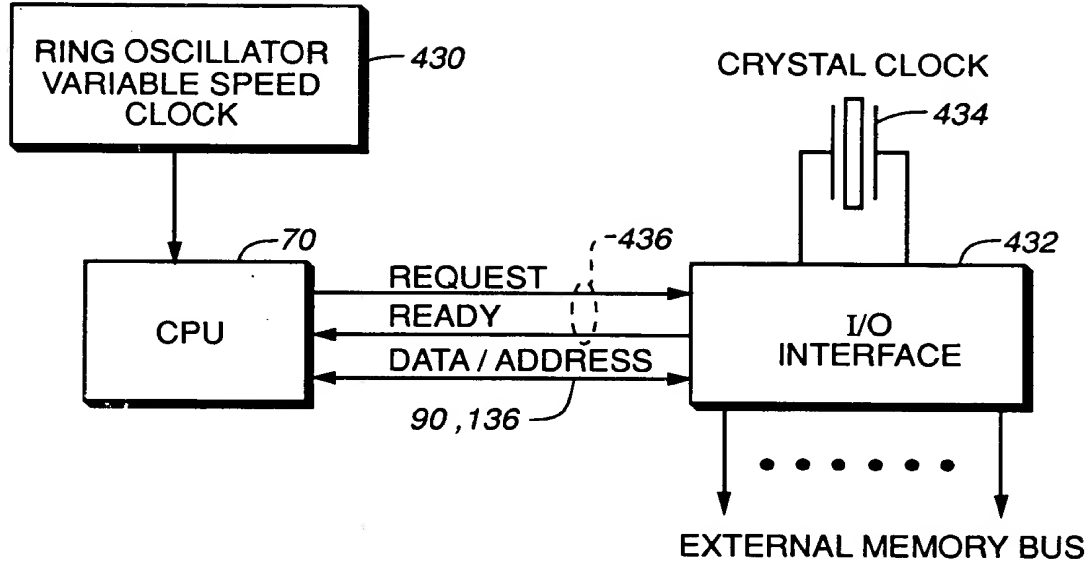 RING OSCILLATOR
VARIABLE SPEED
CLOCK
430
CRYSTAL CLOCK
434
70
436
432
CPU
REQUEST
READY
DATA / ADDRESS
90 , 136
I/O
INTERFACE
EXTERNAL MEMORY BUS